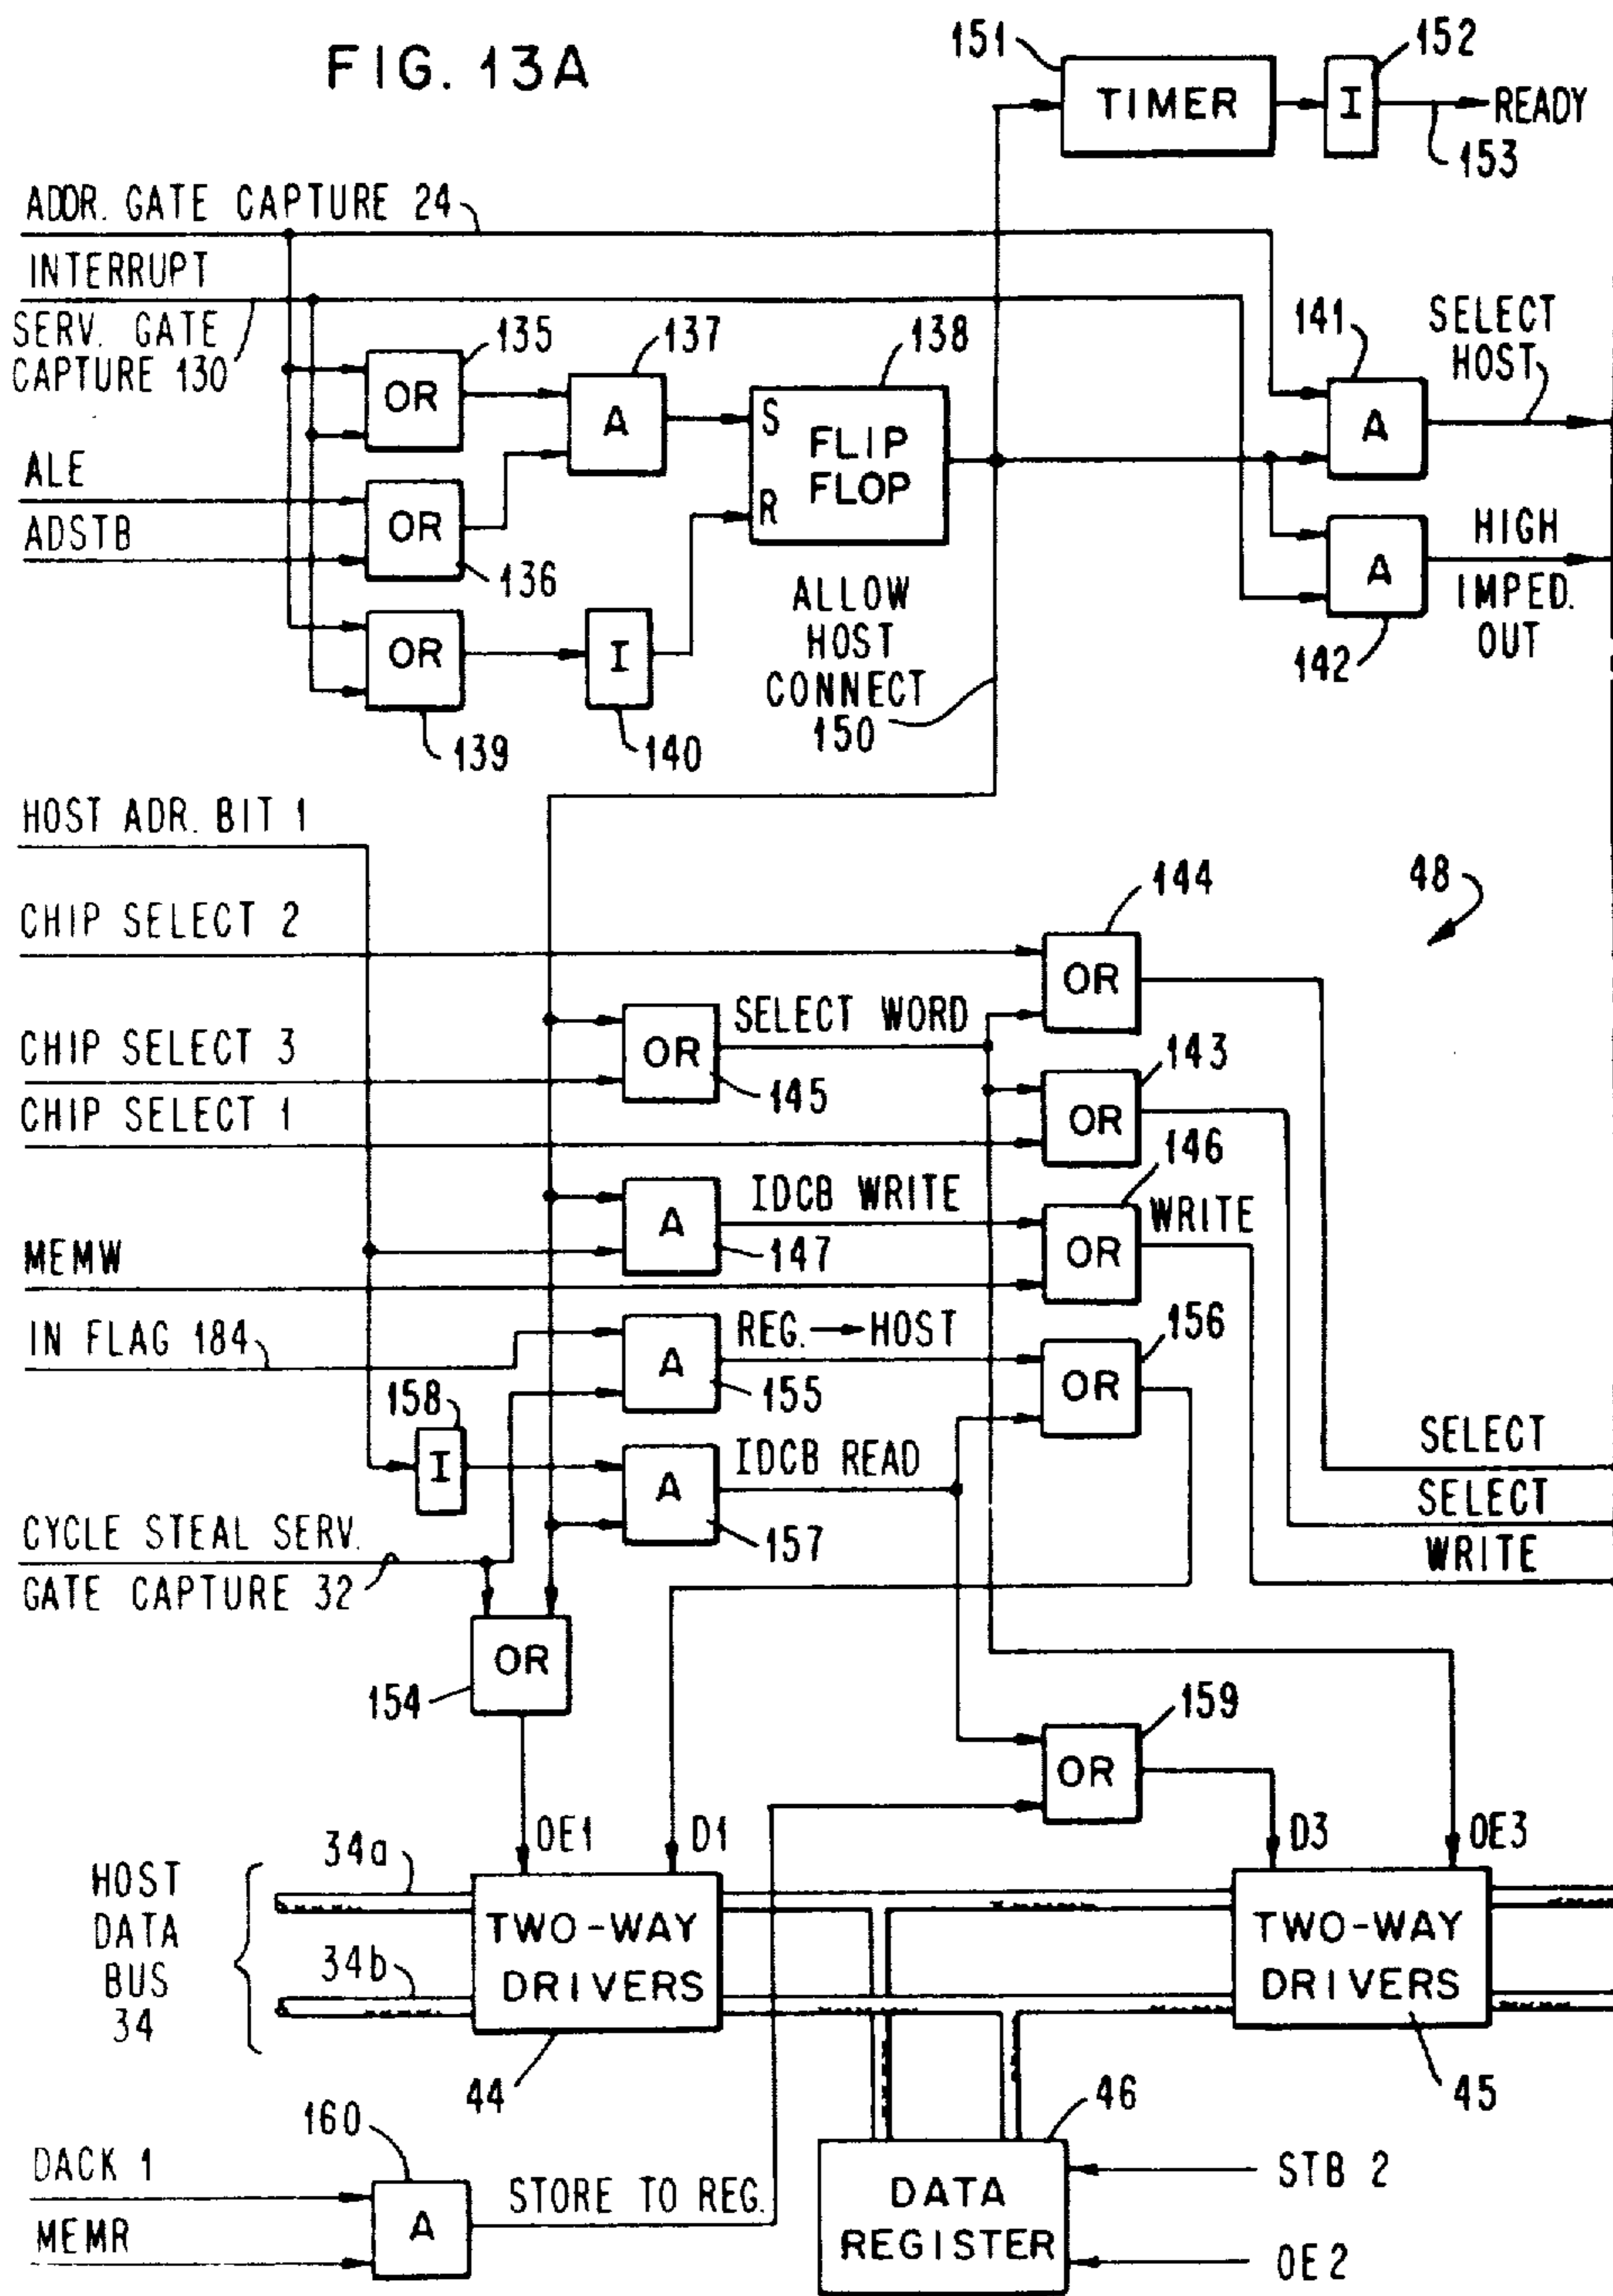 FIG. 13A
151
TIMER
152
I
READY
153
ADDR. GATE CAPTURE 24
INTERRUPT
SERV. GATE
CAPTURE 130
135
OR
137
A
138
S
R
FLIP
FLOP
141
A
SELECT
HOST
ALE
ADSTB
OR
136
OR
139
I
140
ALLOW
HOST
CONNECT
150
A
142
HIGH
IMPED.
OUT
HOST ADR. BIT 1
48
CHIP SELECT 2
144
OR
CHIP SELECT 3
OR
145
SELECT WORD
143
OR
CHIP SELECT 1
146
A
147
IDCB WRITE
OR
WRITE
MEMW
IN FLAG 184
A
155
REG. → HOST
156
OR
158
I
A
157
IDCB READ
SELECT
SELECT
WRITE
CYCLE STEAL SERV.
GATE CAPTURE 32
OR
154
159
OR
OE1
D1
D3
OE3
HOST
DATA
BUS
34
34a
34b
TWO-WAY
DRIVERS
44
TWO-WAY
DRIVERS
45
46
DATA
REGISTER
STB 2
OE2
160
DACK 1
MEMR
A
STORE TO REG.